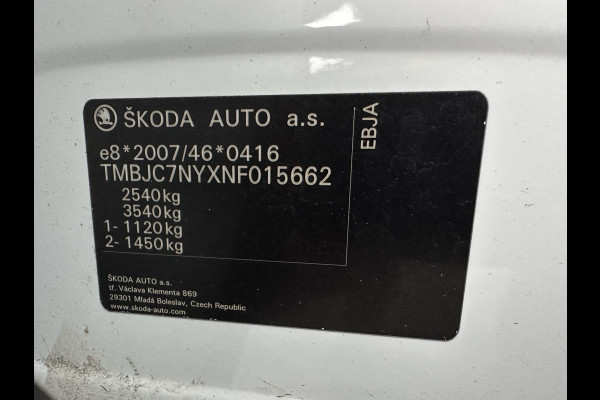 ŠKODA AUTO a.s.
EBJA
e8*2007/46*0416
TMBJC7NYXNF015662
2540kg
3540kg
1- 1120kg
2- 1450kg
ŠKODA AUTO a.s.
tř. Václava Klementa 869
29301 Mladá Boleslav, Czech Republic
www.skoda-auto.com